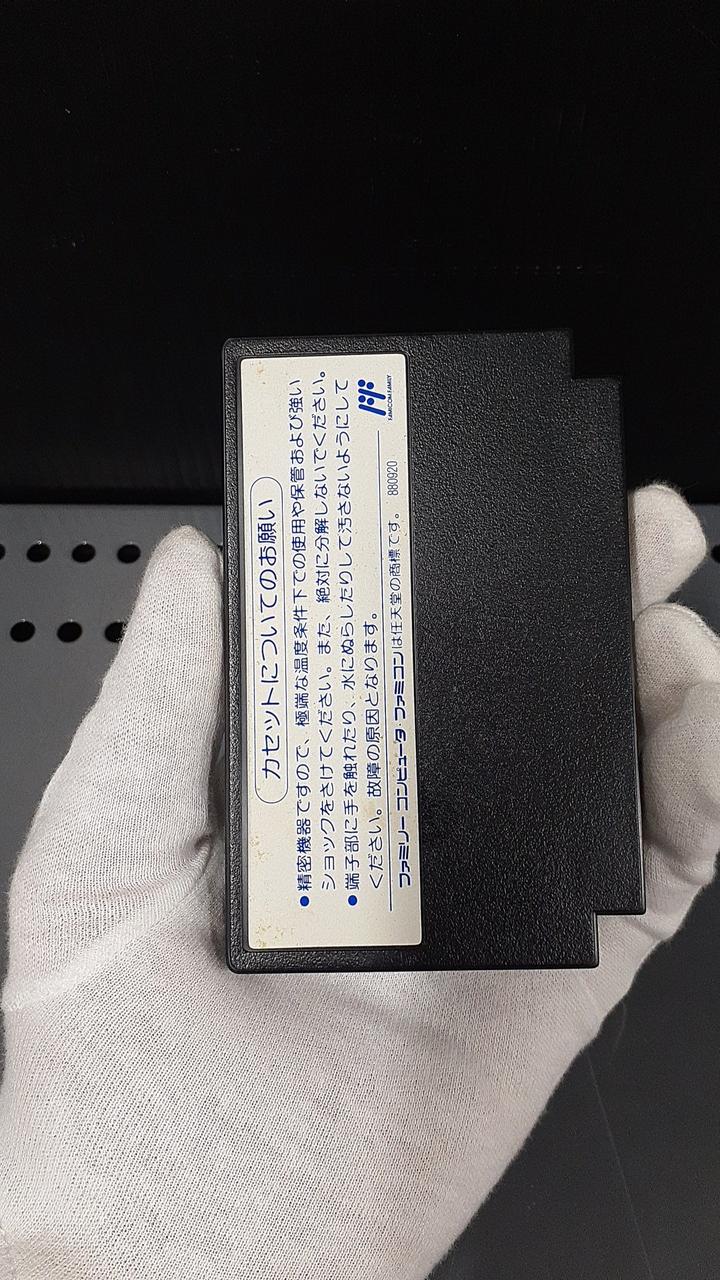 カセットについてのお願い
●精密機器ですので、極端な温度条件下での使用や保管および強い
ショックをさけてください。また、絶対に分解しないでください。
●端子部に手を触れたり、水にぬらしたりして汚さないようにして
ください。故障の原因となります。
FAMICOM FAMILY
ファミリーコンピュータ・ファミコンは任天堂の商標です。 880920